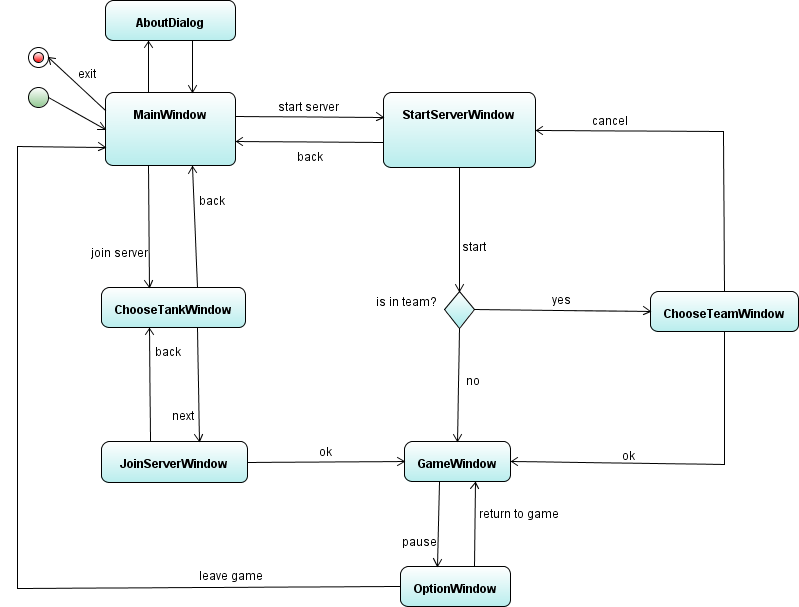 AboutDialog
exit
MainWindow
start server
StartServerWindow
cancel
back
back
join server
start
is in team?
yes
ChooseTankWindow
ChooseTeamWindow
back
no
next
ok
ok
JoinServerWindow
GameWindow
return to game
pause
leave game
OptionWindow